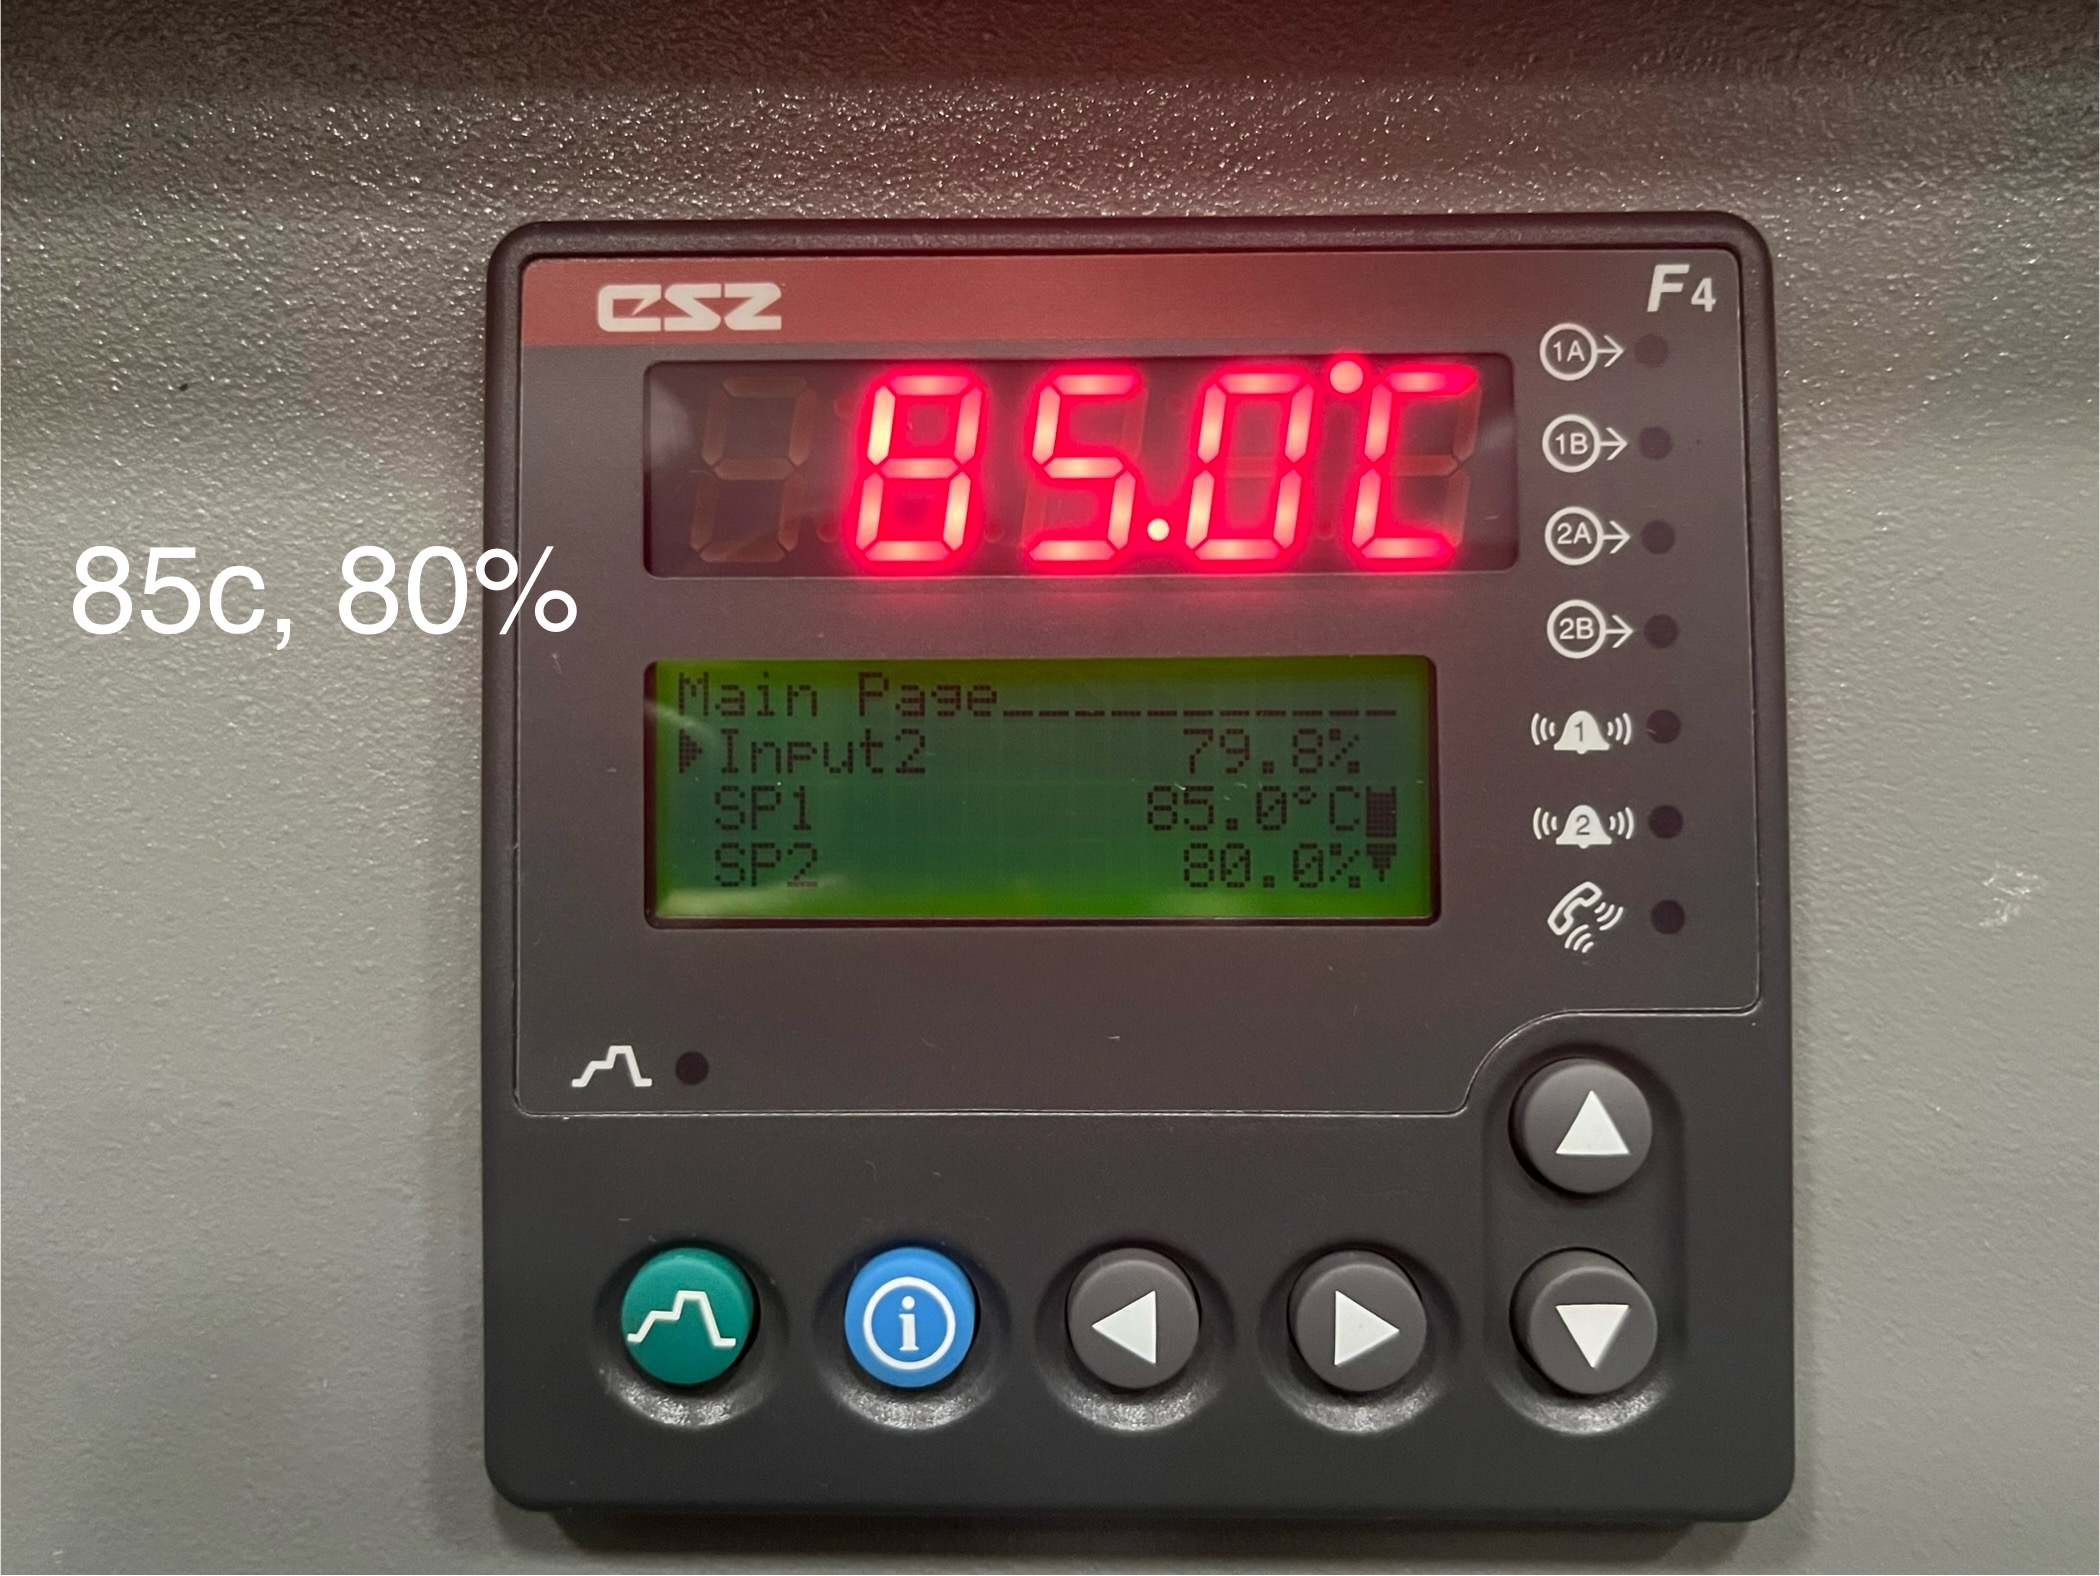 CSZ
F4
85.0°C
1A
1B
2A
2B
85c, 80%
Main Page
Input2 79.8%
SP1 85.0°C
SP2 80.0%
1
2
i